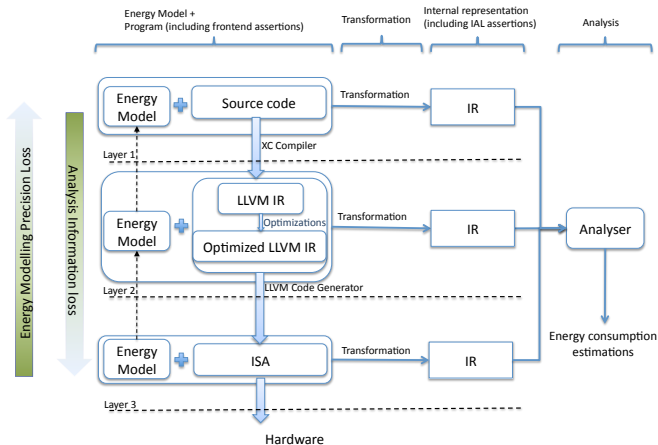 Energy Model +
Program (including frontend assertions)
Transformation
Internal representation
(including IAL assertions)
Analysis
Energy Modelling Precision Loss
Analysis Information loss
Energy
Model
Source code
Transformation
IR
XC Compiler
Layer 1
LLVM IR
Optimizations
Optimized LLVM IR
Energy
Model
Transformation
IR
Analyser
LLVM Code Generator
Layer 2
Energy consumption
estimations
Energy
Model
ISA
Transformation
IR
Layer 3
Hardware